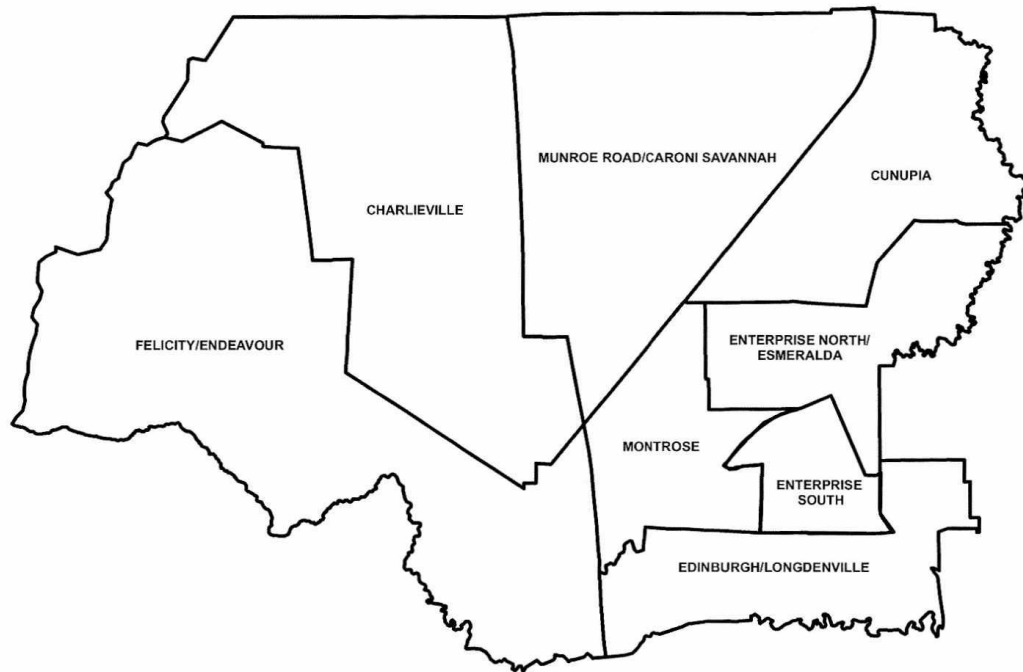 MUNROE ROAD/CARONI SAVANNAH
CUNUPIA
CHARLIEVILLE
FELICITY/ENDEAVOUR
ENTERPRISE NORTH/
ESMERALDA
MONTROSE
ENTERPRISE
SOUTH
EDINBURGH/LONGDENVILLE